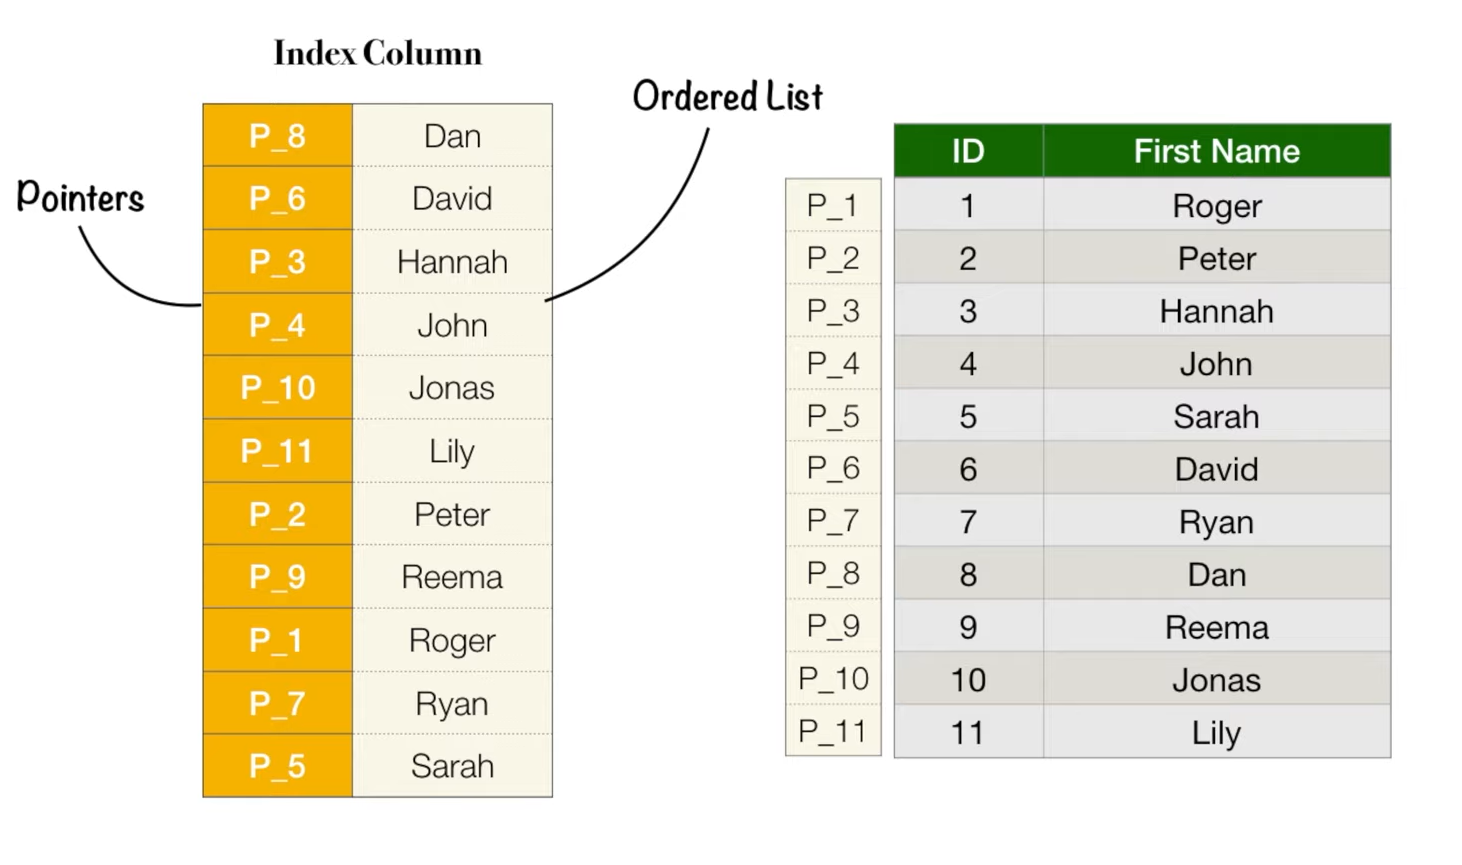 Index Column
Ordered List
Pointers
P_8 Dan
P_6 David
P_3 Hannah
P_4 John
P_10 Jonas
P_11 Lily
P_2 Peter
P_9 Reema
P_1 Roger
P_7 Ryan
P_5 Sarah
ID First Name
P_1 1 Roger
P_2 2 Peter
P_3 3 Hannah
P_4 4 John
P_5 5 Sarah
P_6 6 David
P_7 7 Ryan
P_8 8 Dan
P_9 9 Reema
P_10 10 Jonas
P_11 11 Lily